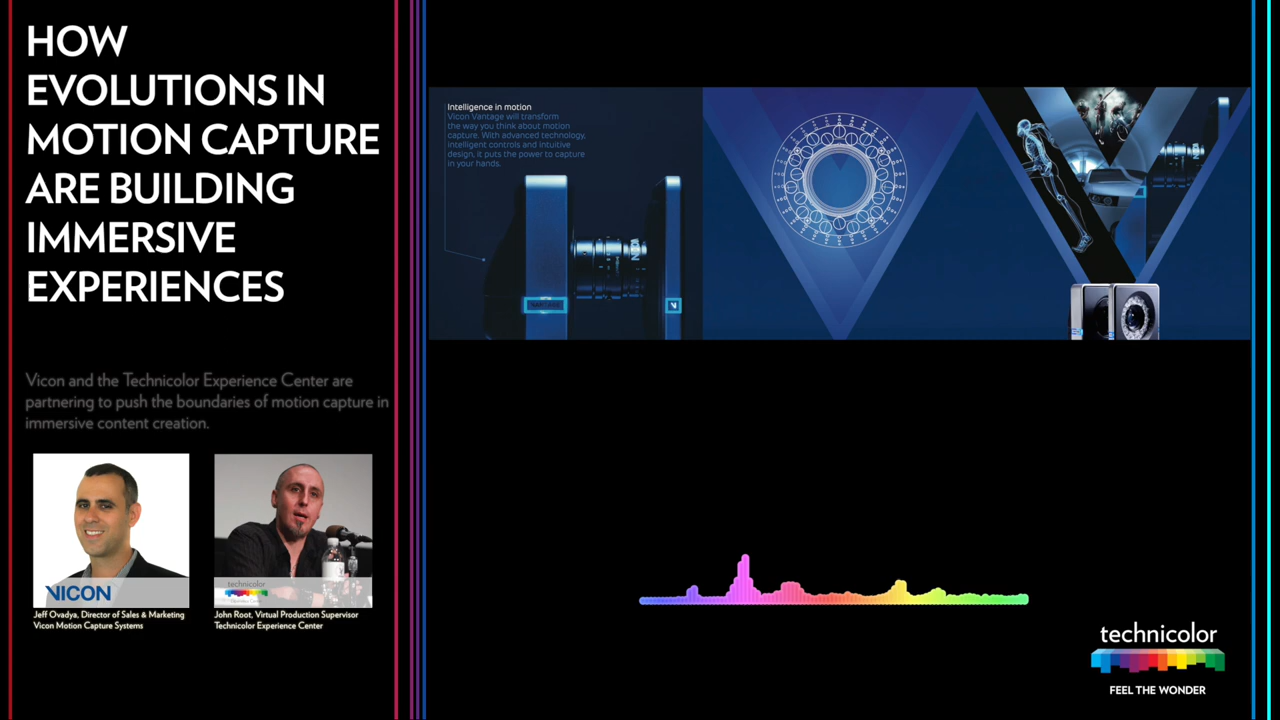 HOW
EVOLUTIONS IN
MOTION CAPTURE
ARE BUILDING
IMMERSIVE
EXPERIENCES
Vicon and the Technicolor Experience Center are
partnering to push the boundaries of motion capture in
immersive content creation.
VICON
Jeff Ovadya, Director of Sales & Marketing
Vicon Motion Capture Systems
technicolor
John Root, Virtual Production Supervisor
Technicolor Experience Center
Intelligence in motion
Vicon Vantage will transform
the way you think about motion
capture. With advanced technology,
intelligent controls and intuitive
design, it puts the power to capture
in your hands.
technicolor
FEEL THE WONDER